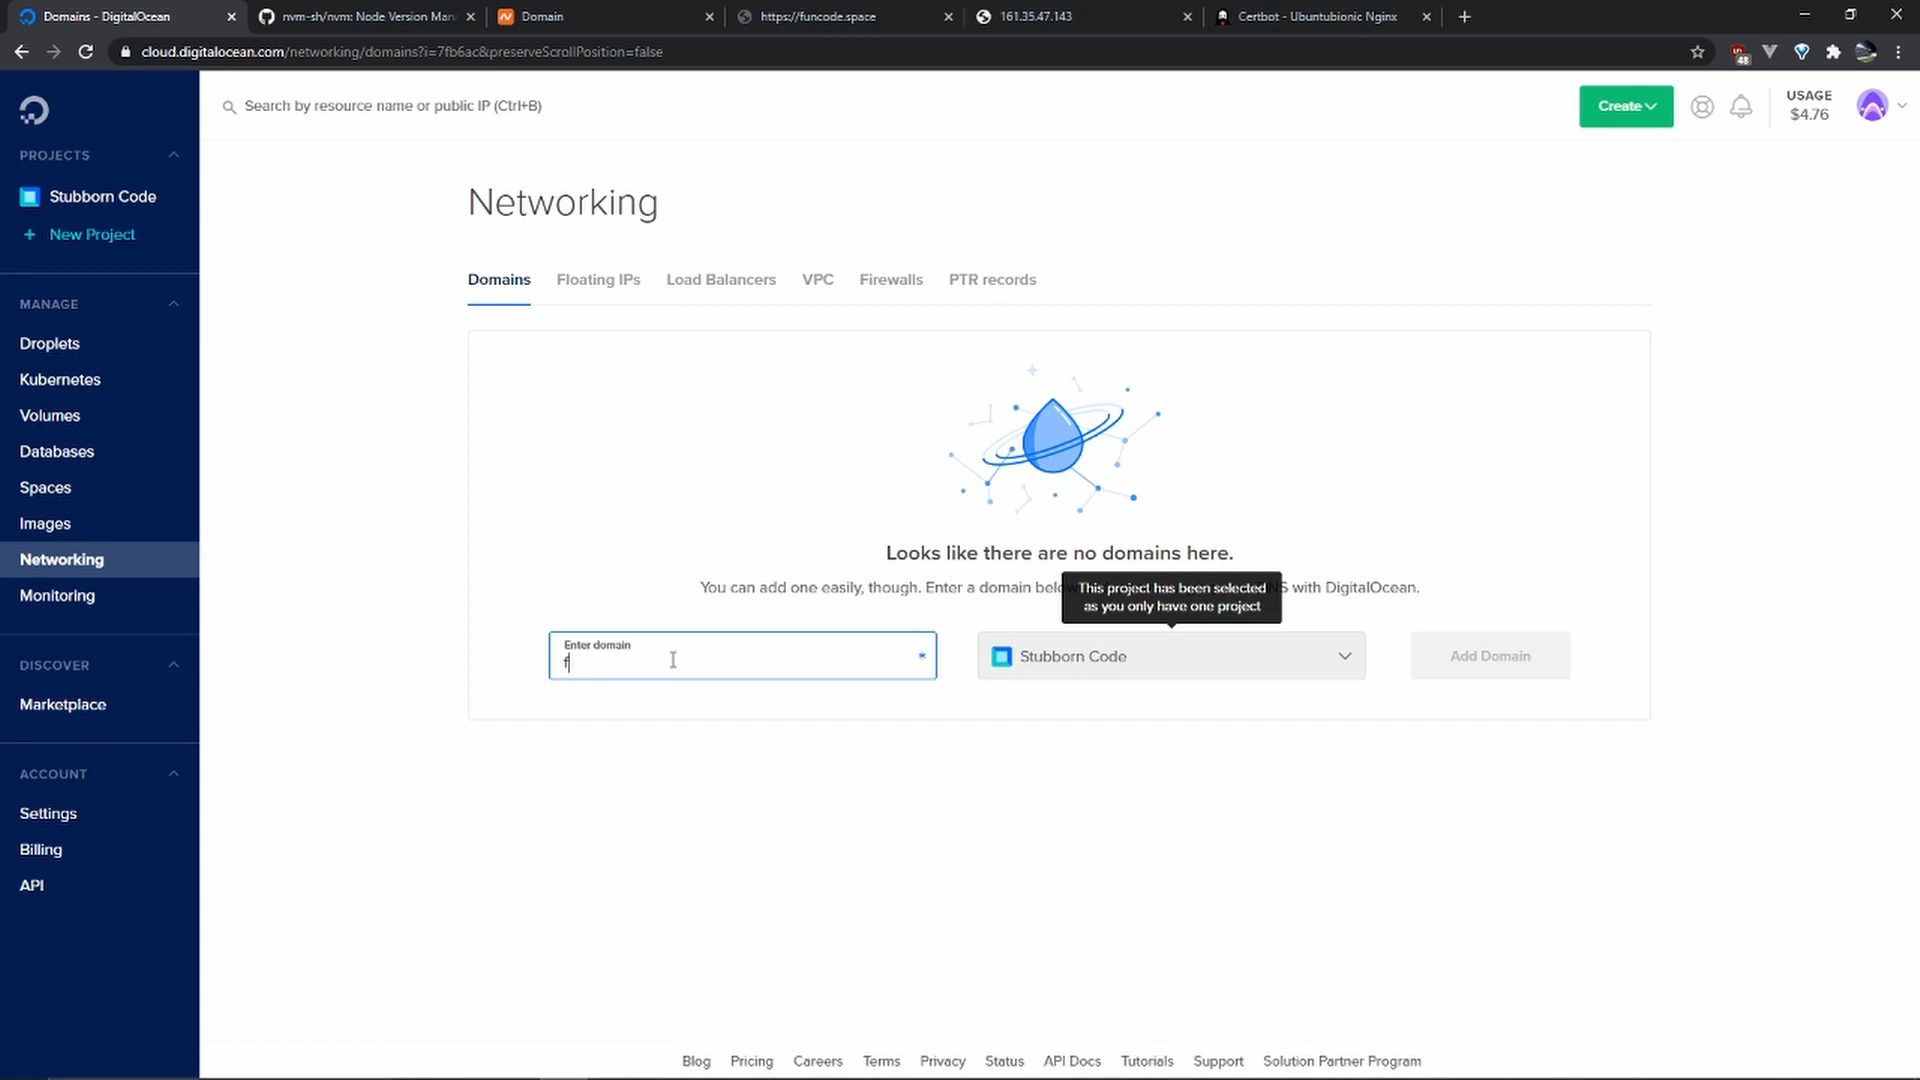 Domains - DigitalOcean
nvm-sh/nvm: Node Version Man
Domain
https://funcode.space
161.35.47.143
Certbot - Ubuntubionic Nginx
cloud.digitalocean.com/networking/domains?i=7fb6ac&preserveScrollPosition=false
48
Search by resource name or public IP (Ctrl+B)
Create
USAGE
$4.76
PROJECTS
Stubborn Code
+ New Project
MANAGE
Droplets
Kubernetes
Volumes
Databases
Spaces
Images
Networking
Monitoring
DISCOVER
Marketplace
ACCOUNT
Settings
Billing
API
Networking
Domains
Floating IPs
Load Balancers
VPC
Firewalls
PTR records
Looks like there are no domains here.
You can add one easily, though. Enter a domain belo
S with DigitalOcean.
This project has been selected
as you only have one project
Enter domain
f
*
Stubborn Code
Add Domain
Blog
Pricing
Careers
Terms
Privacy
Status
API Docs
Tutorials
Support
Solution Partner Program